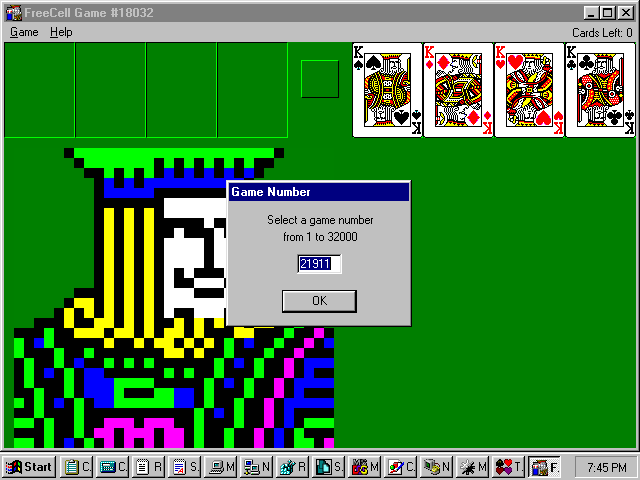 FreeCell Game #18032
Game Help Cards Left: 0
K K K K
K K K K
Game Number
Select a game number
from 1 to 32000
21911
OK
Start C. C. R S. M N R S. M C. N M T. F. 7:45 PM